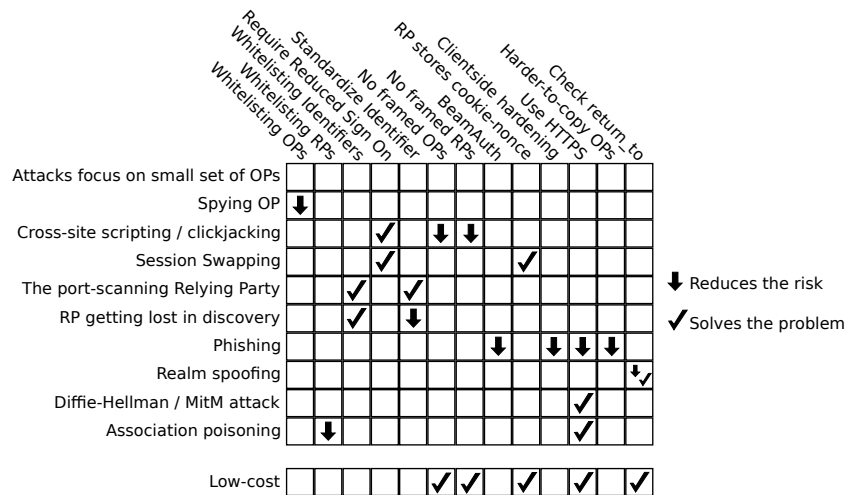 Whitelisting OPs
Whitelisting RPs
Whitelisting Identifiers
Require Reduced Sign On
Standardize Identifier
No framed OPs
No framed RPs
BeamAuth
RP stores cookie-nonce
Clientside hardening
Use HTTPS
Harder-to-copy OPs
Check return_to
Attacks focus on small set of OPs
Spying OP
Cross-site scripting / clickjacking
Session Swapping
The port-scanning Relying Party
RP getting lost in discovery
Phishing
Realm spoofing
Diffie-Hellman / MitM attack
Association poisoning
Low-cost
Reduces the risk
Solves the problem